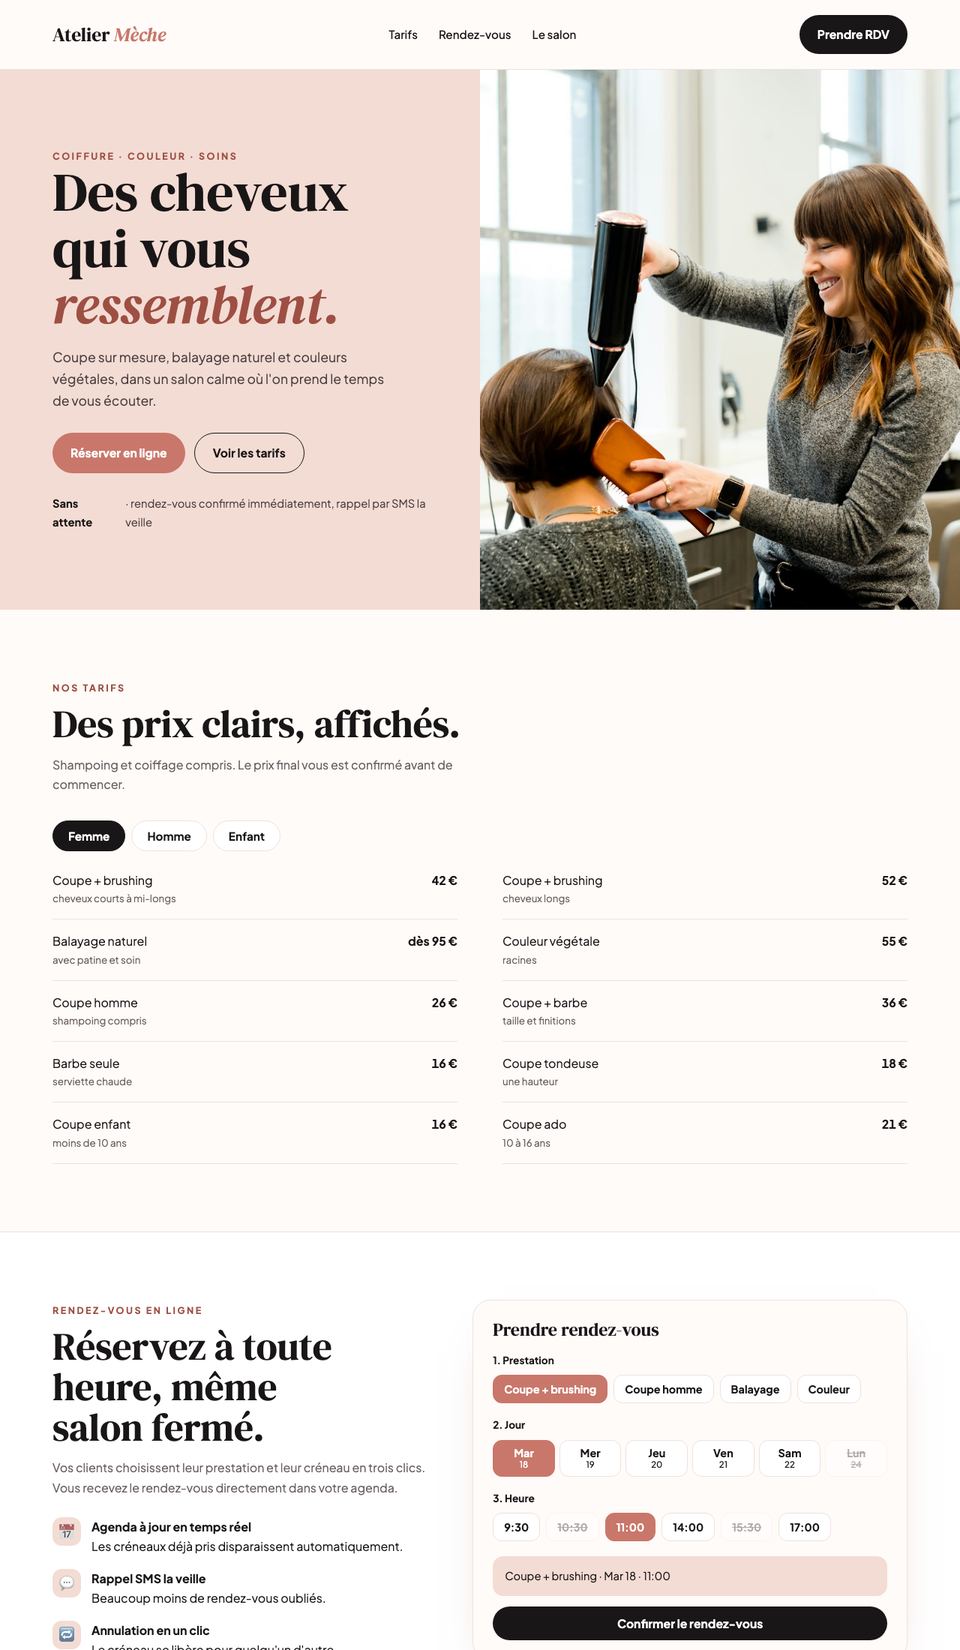 Atelier Mèche
Tarifs
Rendez-vous
Le salon
Prendre RDV
COIFFURE · COULEUR · SOINS
Des cheveux
qui vous
ressemblent.
Coupe sur mesure, balayage naturel et couleurs
végétales, dans un salon calme où l'on prend le temps
de vous écouter.
Réserver en ligne
Voir les tarifs
Sans
attente
· rendez-vous confirmé immédiatement, rappel par SMS la
veille
NOS TARIFS
Des prix clairs, affichés.
Shampoing et coiffage compris. Le prix final vous est confirmé avant de
commencer.
Femme
Homme
Enfant
Coupe + brushing 42 €
cheveux courts à mi-longs
Coupe + brushing 52 €
cheveux longs
Balayage naturel dès 95 €
avec patine et soin
Couleur végétale 55 €
racines
Coupe homme 26 €
shampoing compris
Coupe + barbe 36 €
taille et finitions
Barbe seule 16 €
serviette chaude
Coupe tondeuse 18 €
une hauteur
Coupe enfant 16 €
moins de 10 ans
Coupe ado 21 €
10 à 16 ans
RENDEZ-VOUS EN LIGNE
Réservez à toute
heure, même
salon fermé.
Vos clients choisissent leur prestation et leur créneau en trois clics.
Vous recevez le rendez-vous directement dans votre agenda.
17
Agenda à jour en temps réel
Les créneaux déjà pris disparaissent automatiquement.
Rappel SMS la veille
Beaucoup moins de rendez-vous oubliés.
Annulation en un clic
Le créneau se libère pour quelqu'un d'autre.
Prendre rendez-vous
1. Prestation
Coupe + brushing
Coupe homme
Balayage
Couleur
2. Jour
Mar
18
Mer
19
Jeu
20
Ven
21
Sam
22
Lun
24
3. Heure
9:30
10:30
11:00
14:00
15:30
17:00
Coupe + brushing · Mar 18 · 11:00
Confirmer le rendez-vous